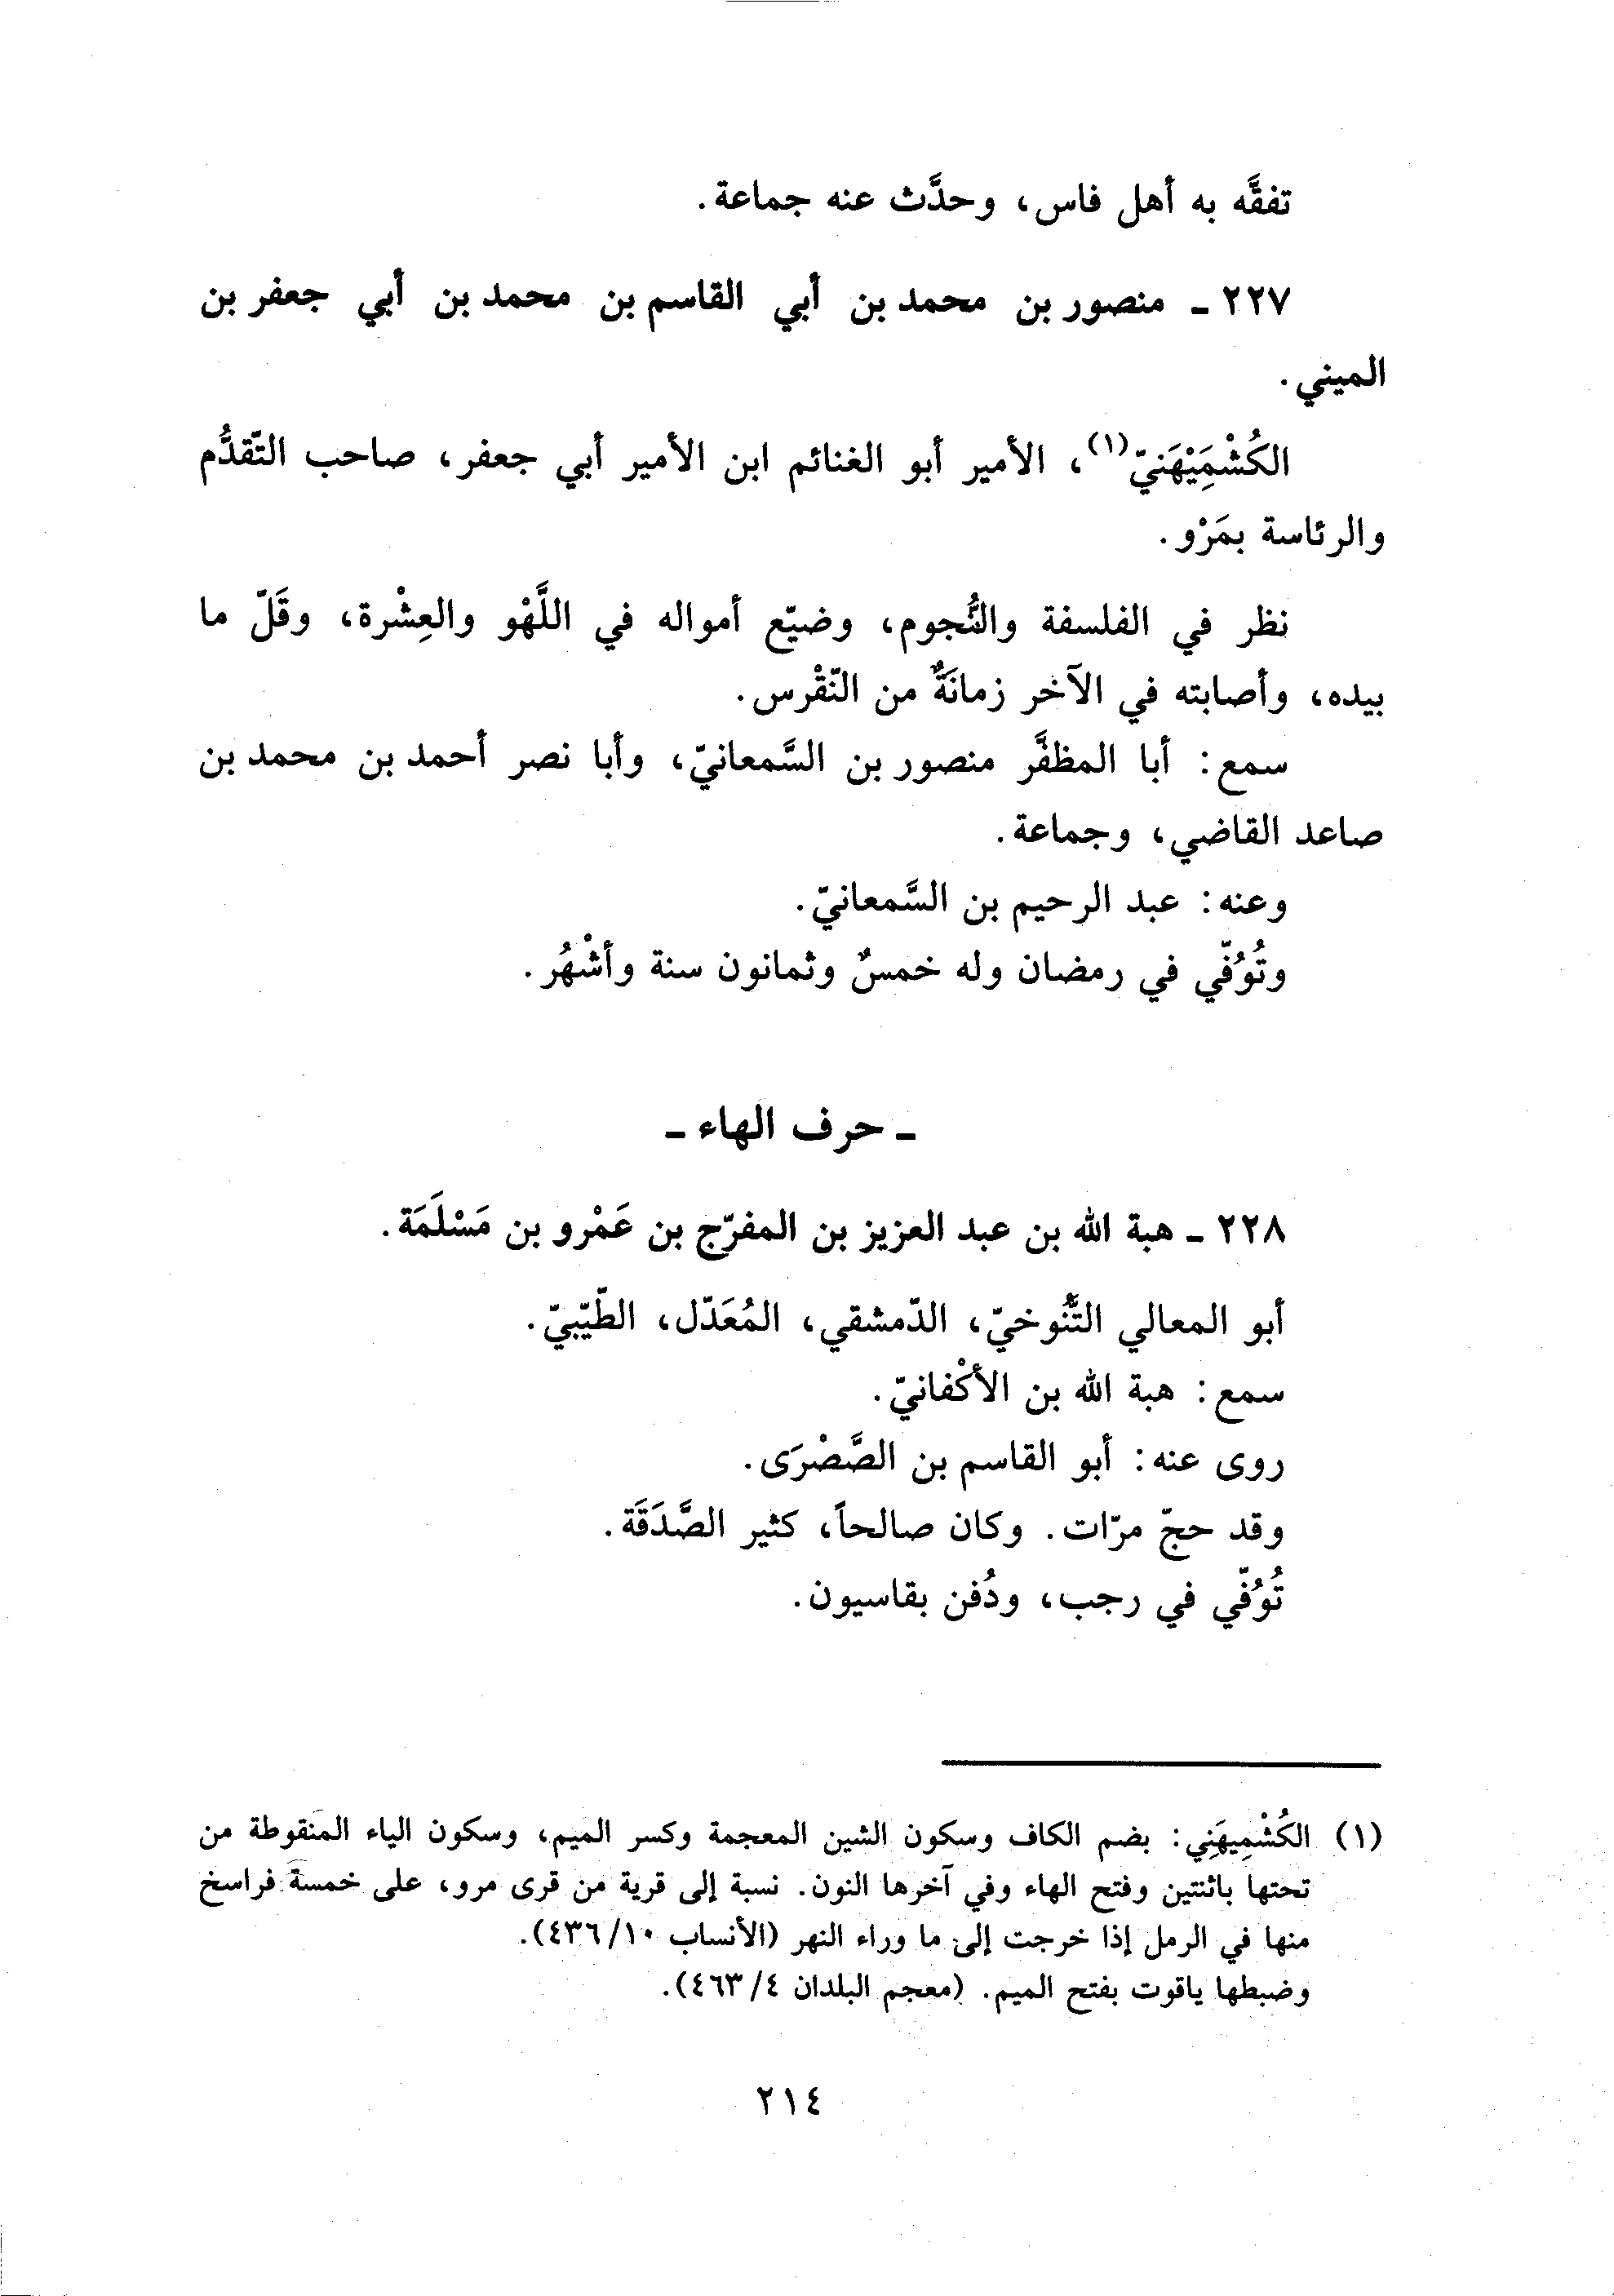 تفقَّه به أهل فاس، وحدَّث عنه جماعة.
٢٢٧ ـ منصور بن محمد بن أبي القاسم بن محمد بن أبي جعفر بن
الميني.
الكُشْمَِيْهَنيّ(١)، الأمير أبو الغنائم ابن الأمير أبي جعفر، صاحب التّقدُّم
والرئاسة بمَرْو.
نظر في الفلسفة والنُّجوم، وضيّع أمواله في اللَّهْو والعِشْرة، وقَلّ ما
بيده، وأصابته في الآخر زمانَةٌ من النّقْرس.
سمع: أبا المظفَّر منصور بن السَّمعانيّ، وأبا نصر أحمد بن محمد بن
صاعد القاضي، وجماعة.
وعنه: عبد الرحيم بن السَّمعانيّ.
وتُوُفّي في رمضان وله خمسٌ وثمانون سنة وأشْهُر.
ـ حرف الهاء ـ
٢٢٨ ـ هبة الله بن عبد العزيز بن المفرّج بن عَمْرو بن مَسْلَمَة.
أبو المعالي التَّنُوخيّ، الدّمشقي، المُعَدّل، الطّيّبيّ.
سمع: هبة الله بن الأكْفانيّ.
روى عنه: أبو القاسم بن الصَّصْرَى.
وقد حجّ مرّات. وكان صالحاً، كثير الصَّدَقَة.
تُوُفّي في رجب، ودُفن بقاسيون.
(١) الكُشْمِيهَنِي: بضم الكاف وسكون الشين المعجمة وكسر الميم، وسكون الياء المنقوطة من
تحتها باثنتين وفتح الهاء وفي آخرها النون. نسبة إلى قرية من قرى مرو، على خمسة فراسخ
منها في الرمل إذا خرجت إلى ما وراء النهر (الأنساب ١٠/٤٣٦).
وضبطها ياقوت بفتح الميم. (معجم البلدان ٤/٤٦٣).
٢١٤